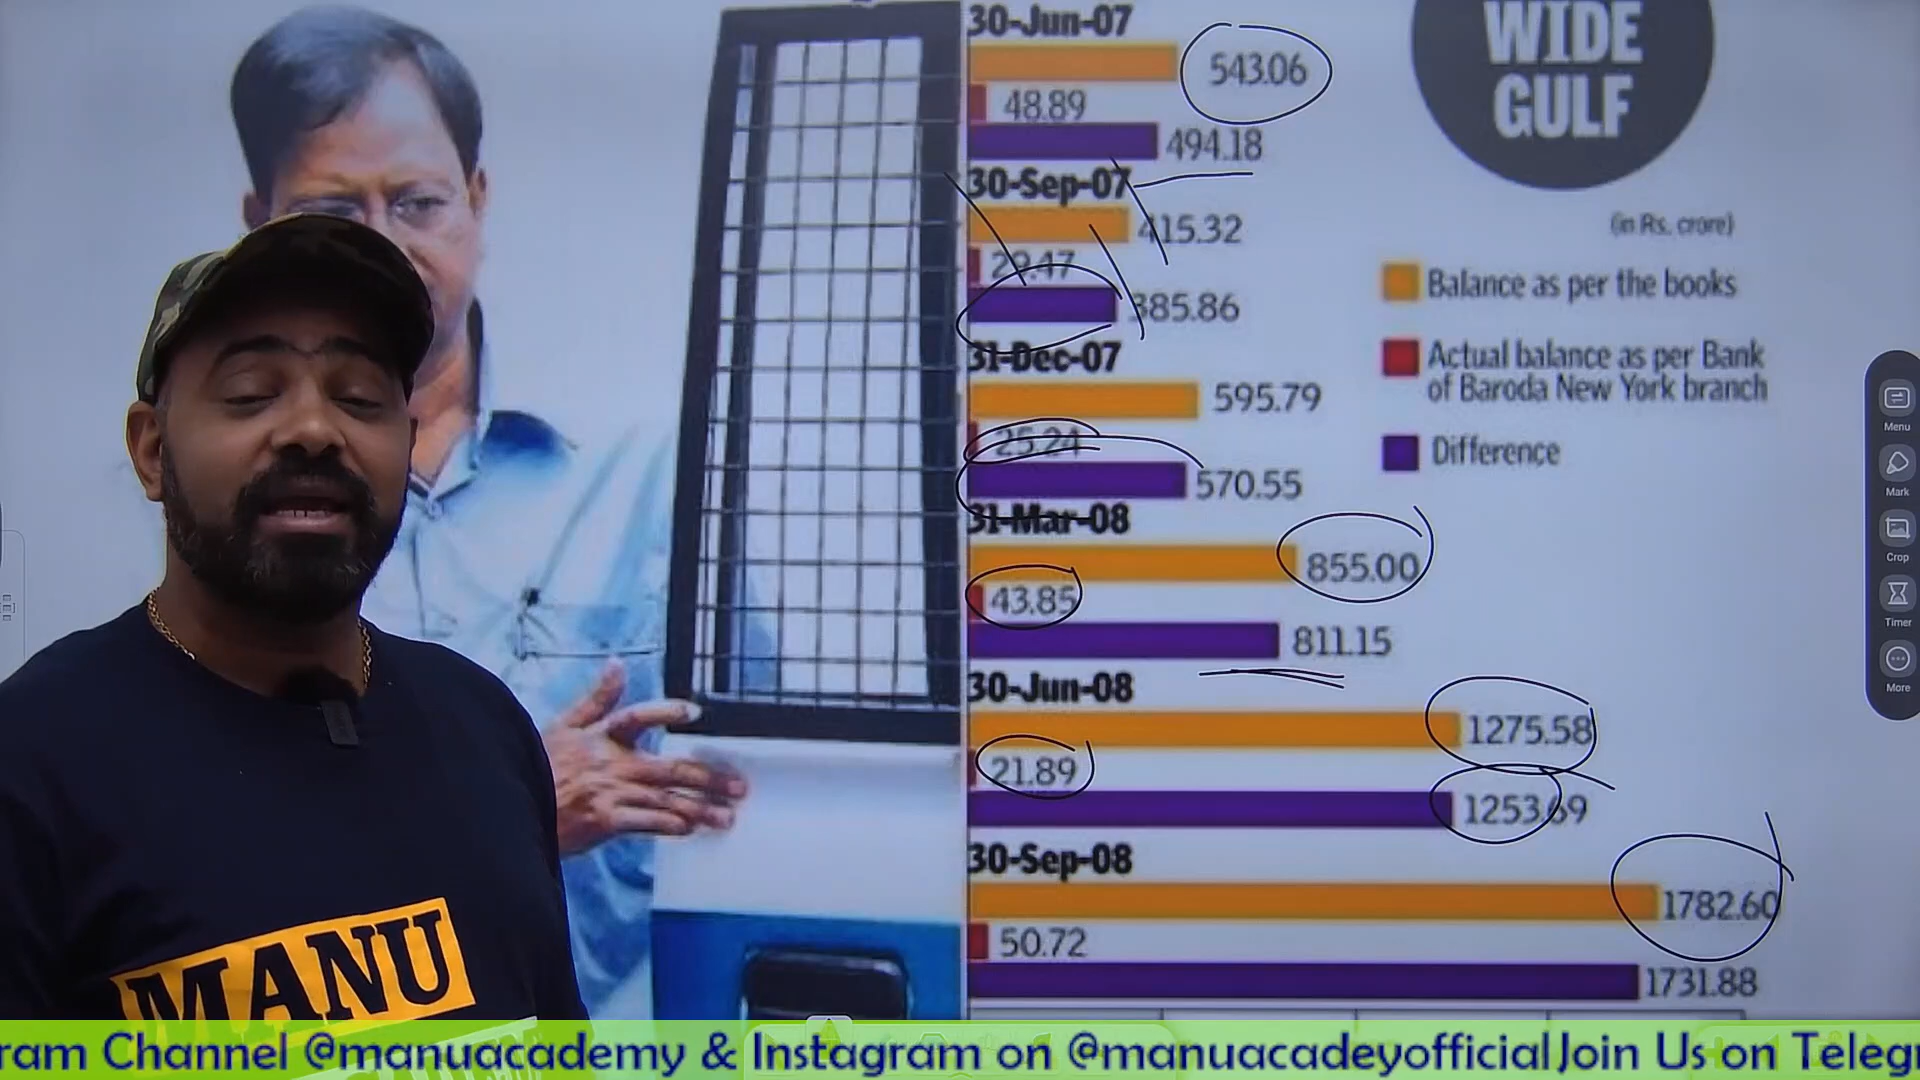 30-Jun-07
543.06
48.89
494.18
30-Sep-07
415.32
29.47
385.86
31-Dec-07
595.79
25.24
570.55
31-Mar-08
855.00
43.85
811.15
30-Jun-08
1275.58
21.89
1253.69
30-Sep-08
1782.60
50.72
1731.88
WIDE
GULF
(in Rs. crore)
Balance as per the books
Actual balance as per Bank
of Baroda New York branch
Difference
Menu
Mark
Crop
Timer
More
MANU
ram Channel @manuacademy & Instagram on @manuacadeyofficial Join Us on Telegr